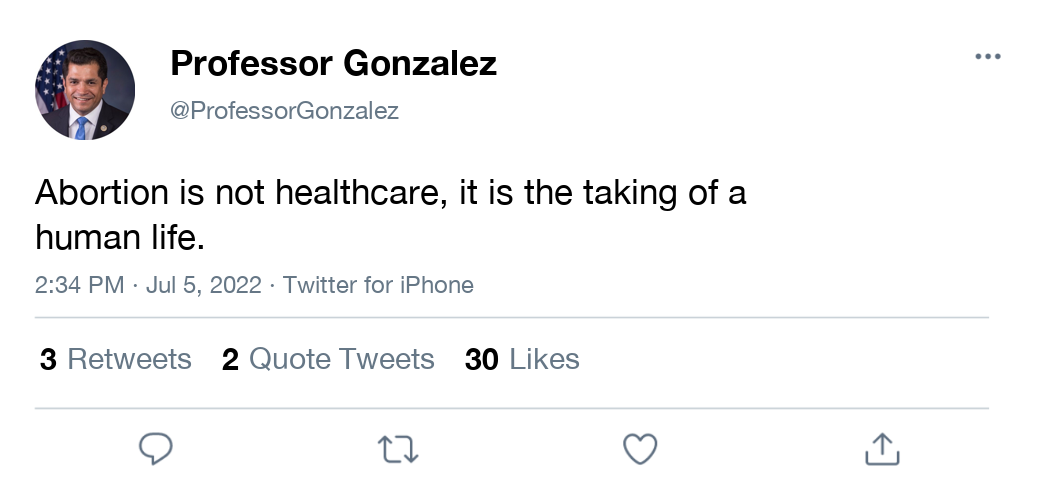 Professor Gonzalez
@ProfessorGonzalez
Abortion is not healthcare, it is the taking of a
human life.
2:34 PM · Jul 5, 2022 · Twitter for iPhone
3 Retweets 2 Quote Tweets 30 Likes